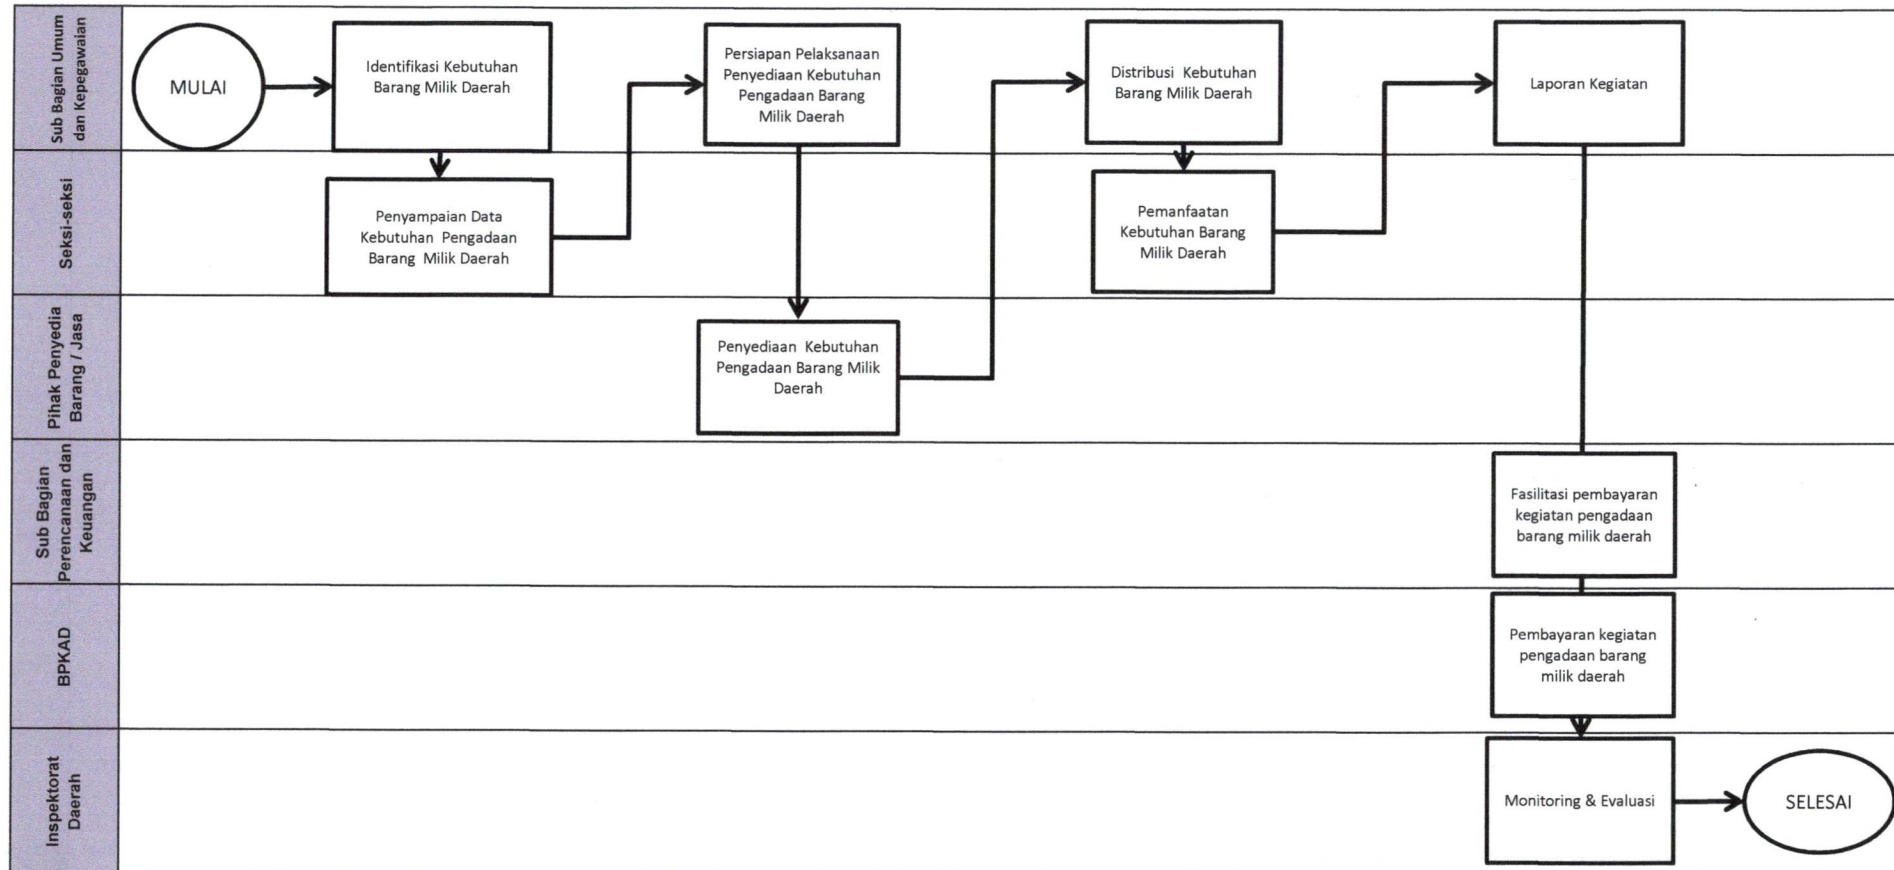 Sub Bagian Umum
dan Kepegawaian
MULAI
Identifikasi Kebutuhan
Barang Milik Daerah
Persiapan Pelaksanaan
Penyediaan Kebutuhan
Pengadaan Barang
Milik Daerah
Distribusi Kebutuhan
Barang Milik Daerah
Laporan Kegiatan
Seksi-seksi
Penyampaian Data
Kebutuhan Pengadaan
Barang Milik Daerah
Pemanfaatan
Kebutuhan Barang
Milik Daerah
Pihak Penyedia
Barang / Jasa
Penyediaan Kebutuhan
Pengadaan Barang Milik
Daerah
Sub Bagian
Perencanaan dan
Keuangan
Fasilitasi pembayaran
kegiatan pengadaan
barang milik daerah
BPKAD
Pembayaran kegiatan
pengadaan barang
milik daerah
Inspektorat
Daerah
Monitoring & Evaluasi
SELESAI